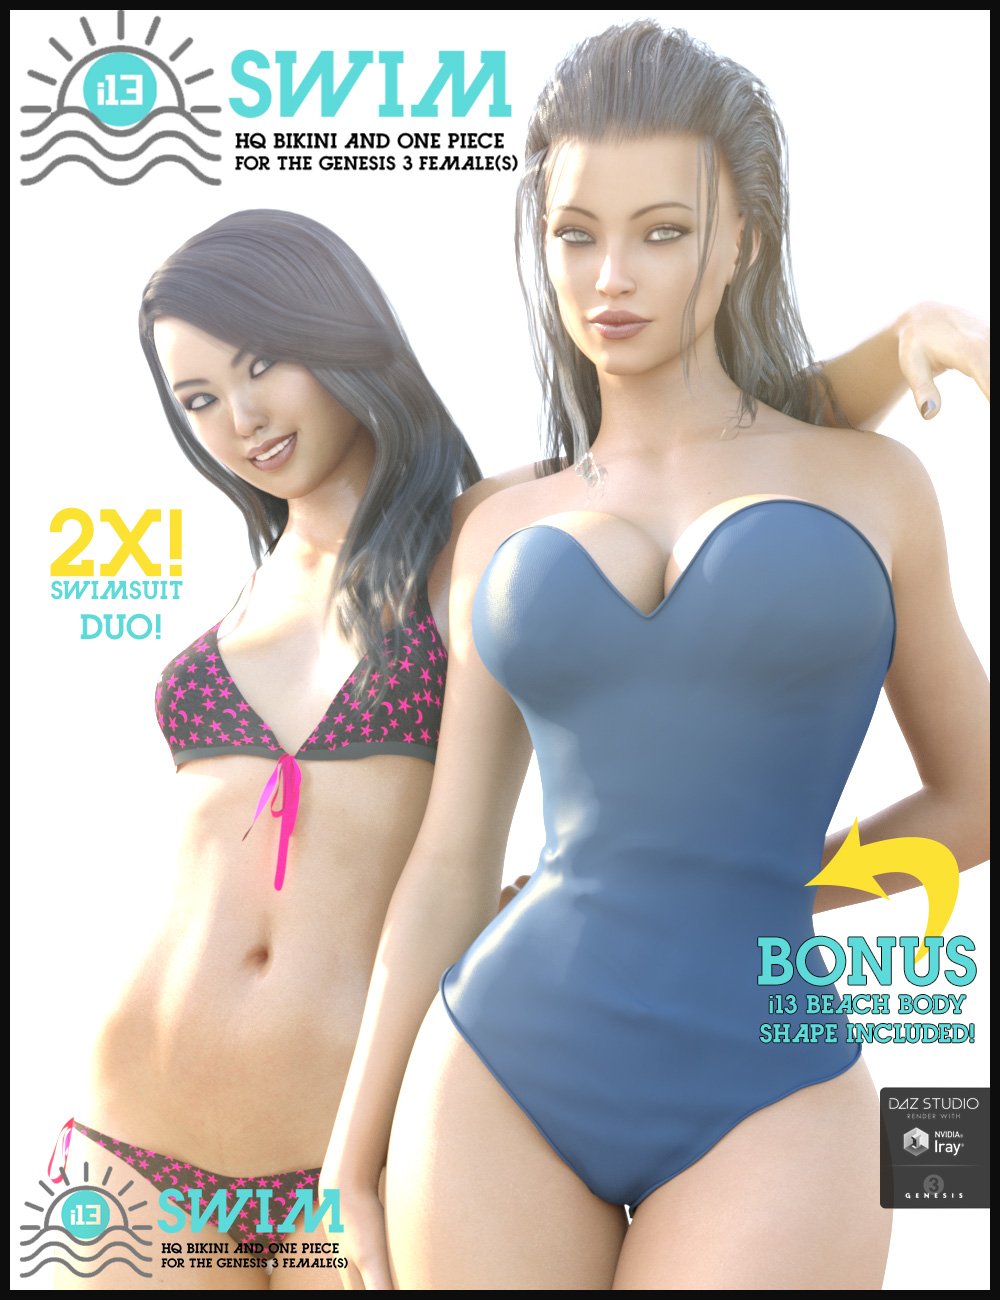 i13
SWIM
HQ BIKINI AND ONE PIECE
FOR THE GENESIS 3 FEMALE(S)
2X!
SWIMSUIT
DUO!
BONUS
i13 BEACH BODY
SHAPE INCLUDED!
DAZ STUDIO
RENDER WITH
NVIDIA®
Iray®
3
GENESIS
i13
SWIM
HQ BIKINI AND ONE PIECE
FOR THE GENESIS 3 FEMALE(S)